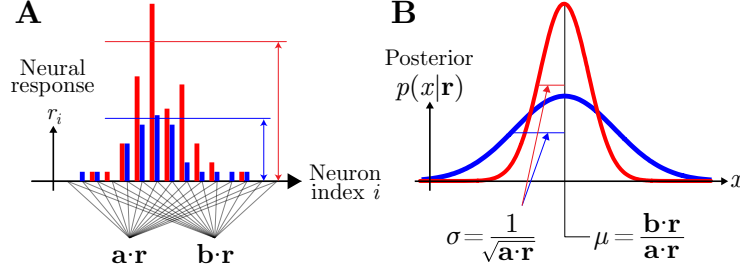 A
Neural
response
r_i
Neuron
index i
a·r
b·r
B
Posterior
p(x|r)
x
σ = 1/√a·r
μ = b·r/a·r